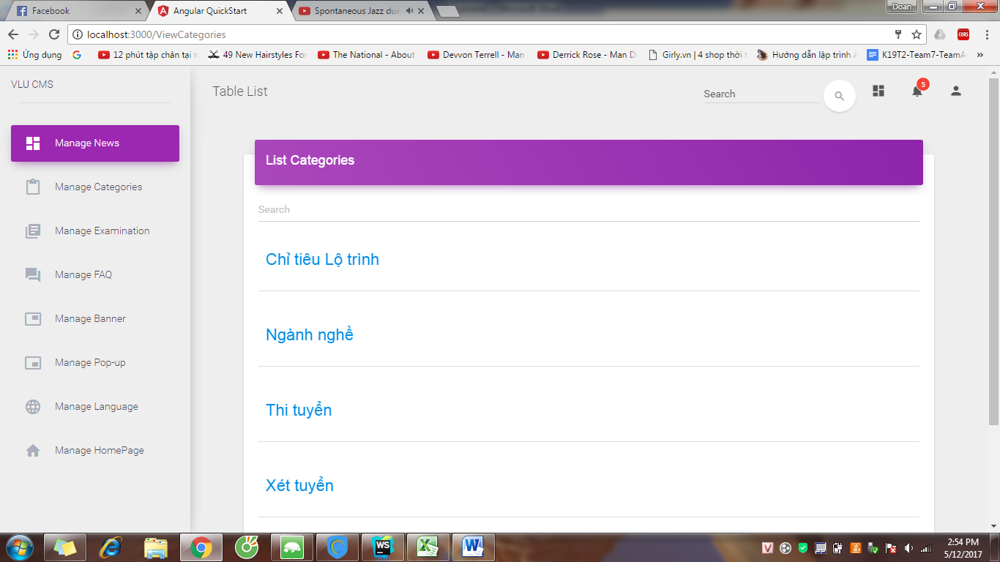 Facebook
Angular QuickStart
Spontaneous Jazz due
Doan
localhost:3000/ViewCategories
CORS
Ứng dụng
12 phút tập chân tại n
49 New Hairstyles For
The National - About
Devvon Terrell - Man
Derrick Rose - Man Do
Girly.vn | 4 shop thời t
Hướng dẫn lập trình A
K19T2-Team7-TeamA
»
VLU CMS
Table List
Search
5
Manage News
Manage Categories
Manage Examination
Manage FAQ
Manage Banner
Manage Pop-up
Manage Language
Manage HomePage
List Categories
Search
Chỉ tiêu Lộ trình
Ngành nghề
Thi tuyển
Xét tuyển
WS
2:54 PM
5/12/2017